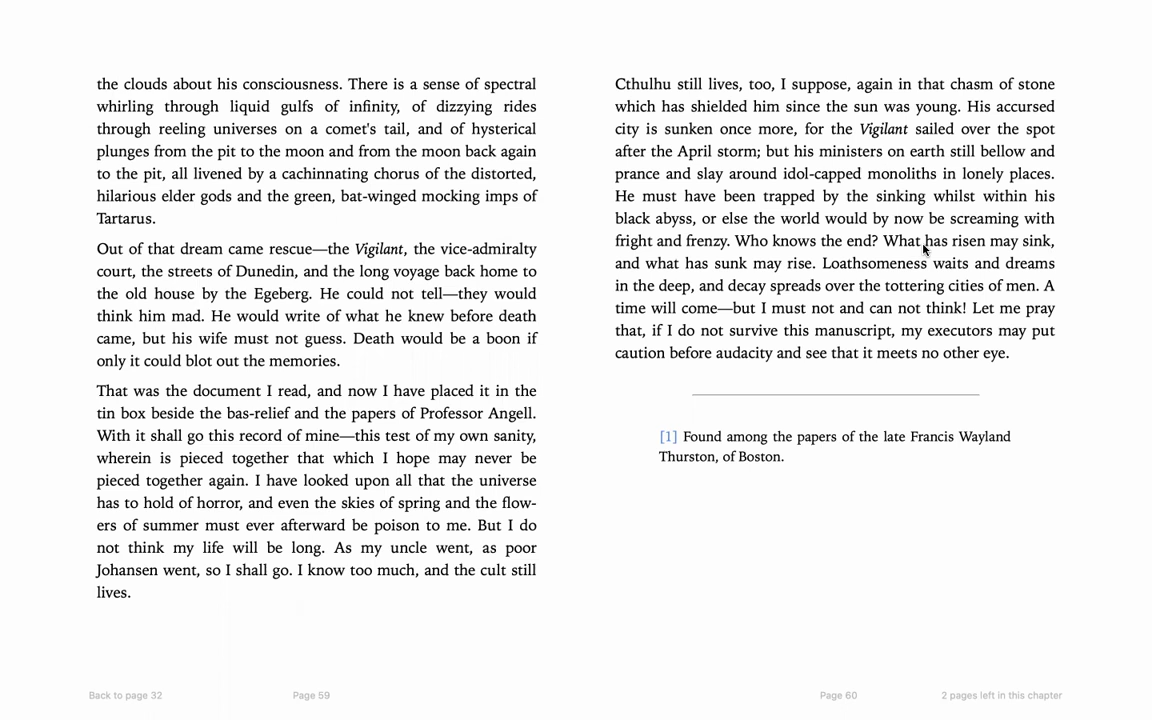 the clouds about his consciousness. There is a sense of spectral
whirling through liquid gulfs of infinity, of dizzying rides
through reeling universes on a comet's tail, and of hysterical
plunges from the pit to the moon and from the moon back again
to the pit, all livened by a cachinnating chorus of the distorted,
hilarious elder gods and the green, bat-winged mocking imps of
Tartarus.
Out of that dream came rescue—the Vigilant, the vice-admiralty
court, the streets of Dunedin, and the long voyage back home to
the old house by the Egeberg. He could not tell—they would
think him mad. He would write of what he knew before death
came, but his wife must not guess. Death would be a boon if
only it could blot out the memories.
That was the document I read, and now I have placed it in the
tin box beside the bas-relief and the papers of Professor Angell.
With it shall go this record of mine—this test of my own sanity,
wherein is pieced together that which I hope may never be
pieced together again. I have looked upon all that the universe
has to hold of horror, and even the skies of spring and the flow-
ers of summer must ever afterward be poison to me. But I do
not think my life will be long. As my uncle went, as poor
Johansen went, so I shall go. I know too much, and the cult still
lives.
Back to page 32
Page 59
Cthulhu still lives, too, I suppose, again in that chasm of stone
which has shielded him since the sun was young. His accursed
city is sunken once more, for the Vigilant sailed over the spot
after the April storm; but his ministers on earth still bellow and
prance and slay around idol-capped monoliths in lonely places.
He must have been trapped by the sinking whilst within his
black abyss, or else the world would by now be screaming with
fright and frenzy. Who knows the end? What has risen may sink,
and what has sunk may rise. Loathsomeness waits and dreams
in the deep, and decay spreads over the tottering cities of men. A
time will come—but I must not and can not think! Let me pray
that, if I do not survive this manuscript, my executors may put
caution before audacity and see that it meets no other eye.
[1] Found among the papers of the late Francis Wayland
Thurston, of Boston.
Page 60
2 pages left in this chapter